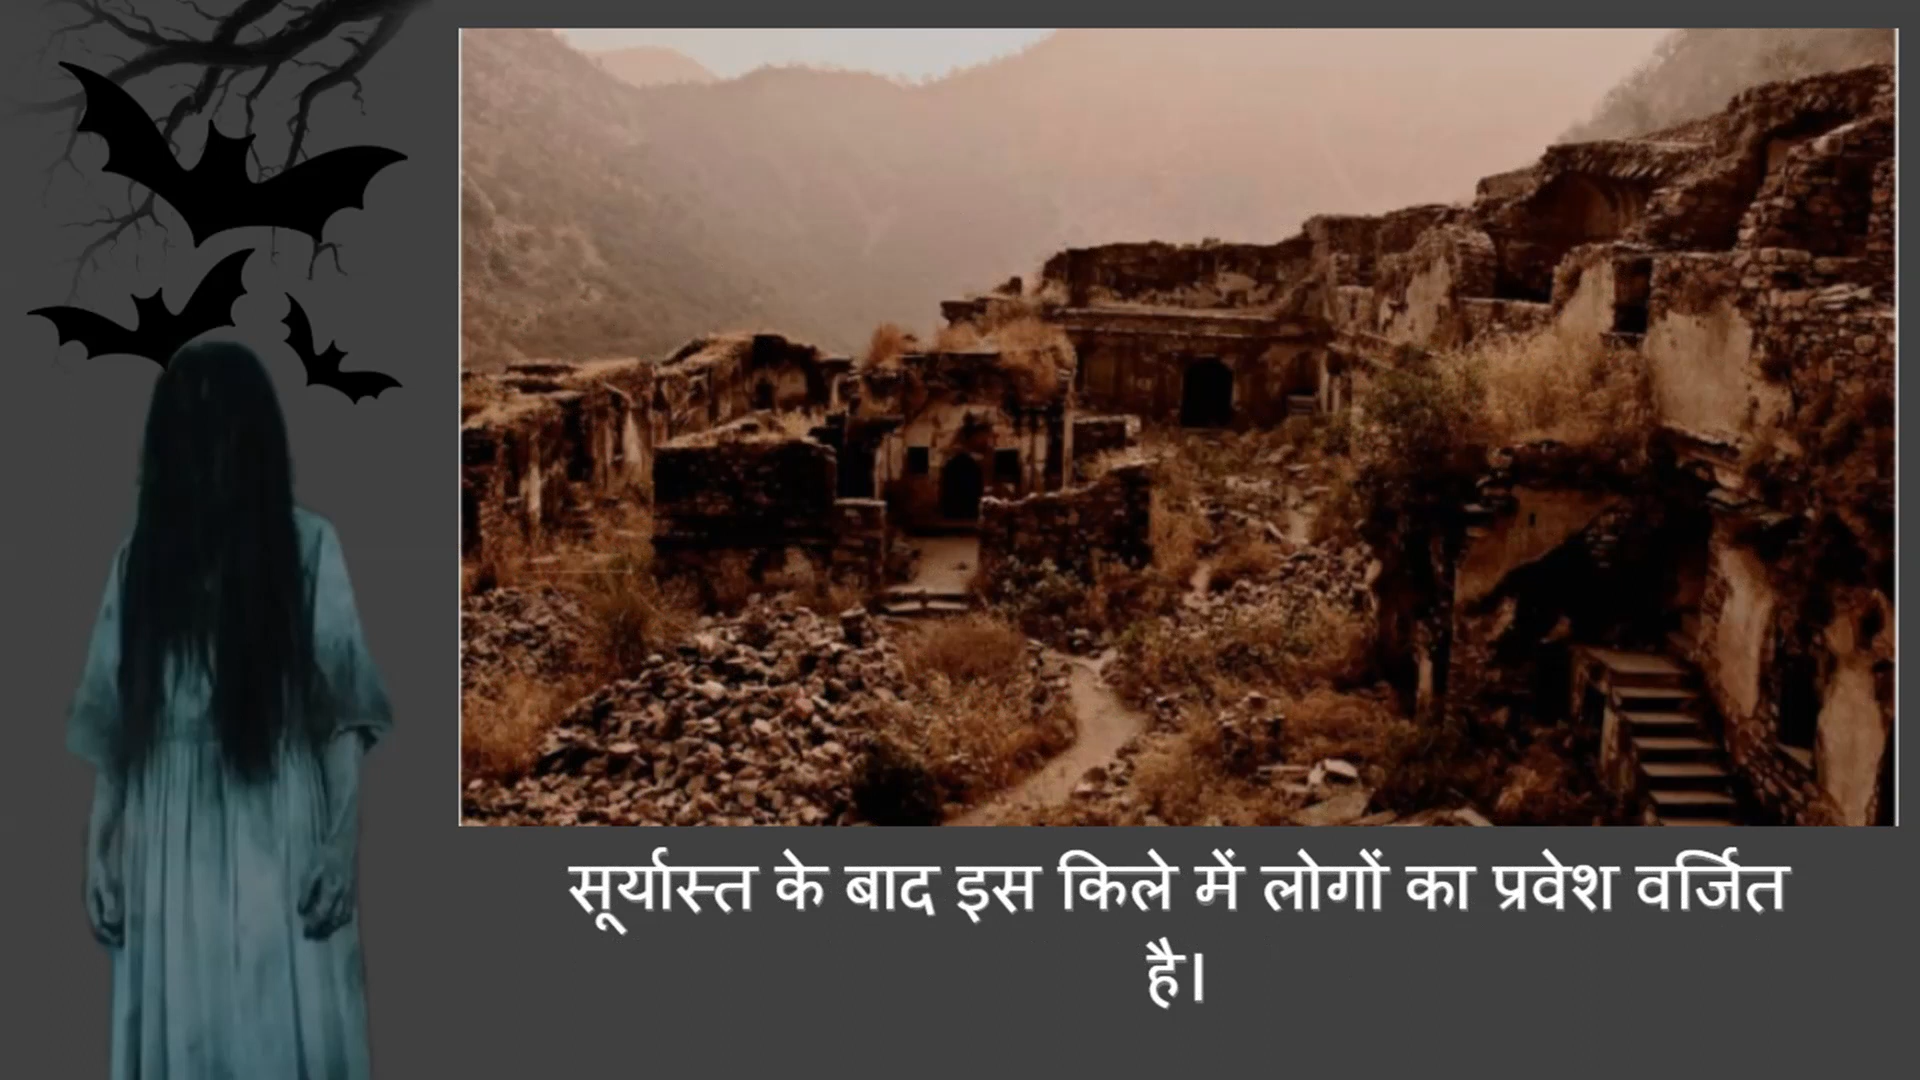 सूर्यास्त के बाद इस किले में लोगों का प्रवेश वर्जित
है।